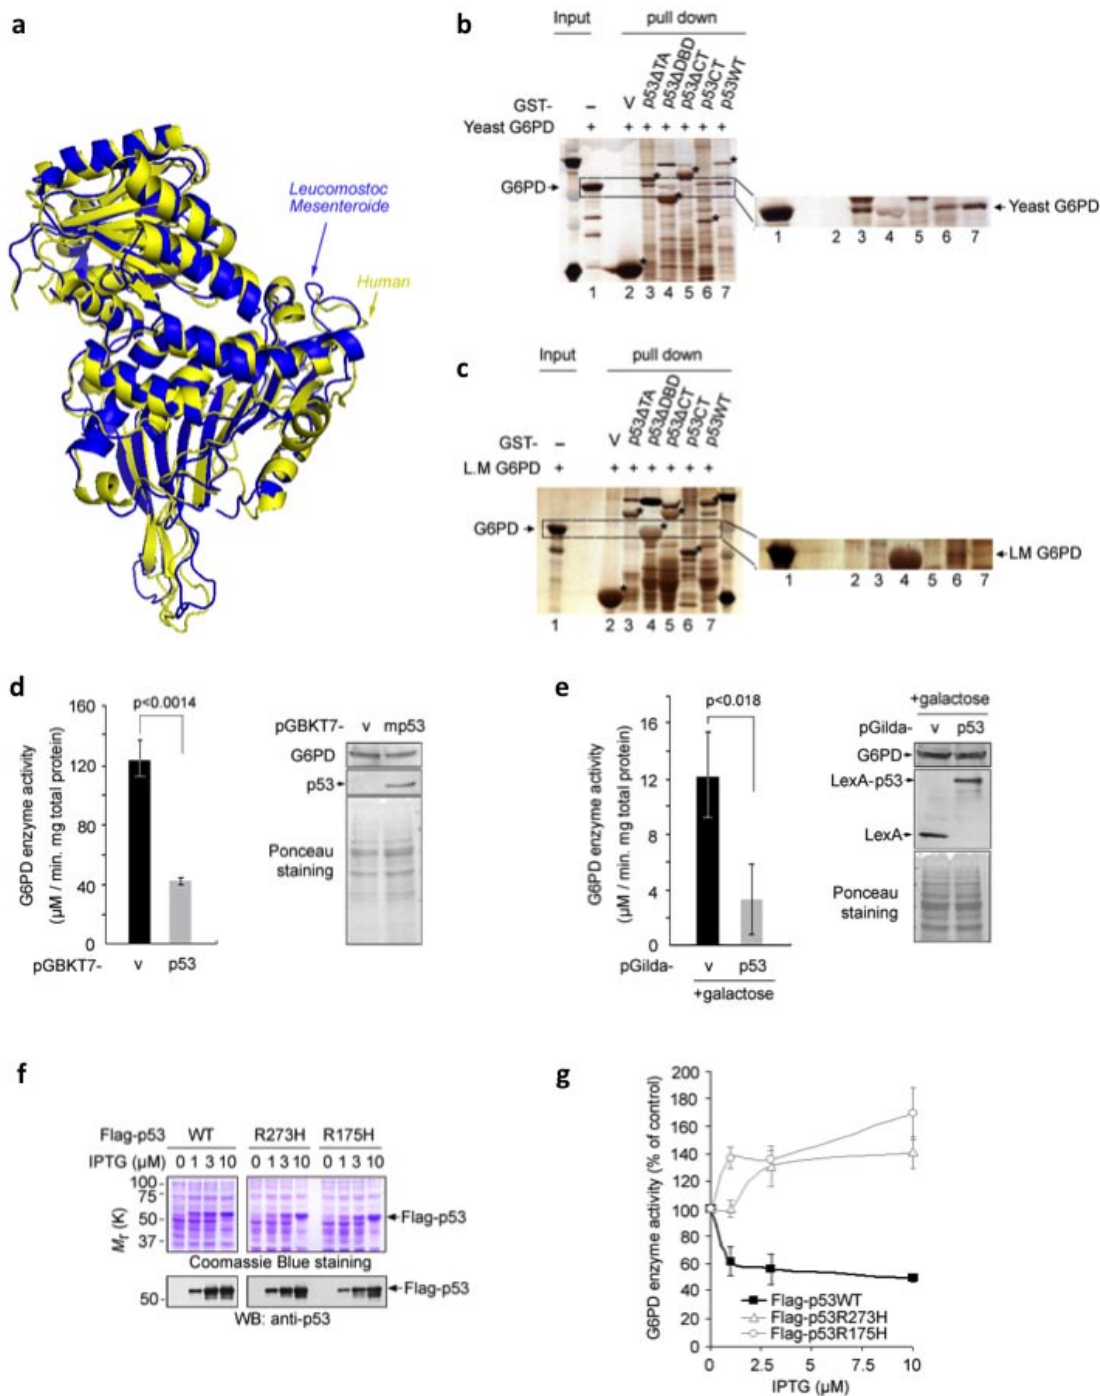 a
Leucomostoc
Mesenteroide
Human
b
Input
pull down
GST-
–
V
p53ΔTA
p53ΔDBD
p53ΔCT
p53CT
p53WT
Yeast G6PD
+ + + + + + +
G6PD
* * * * * *
1 2 3 4 5 6 7
Yeast G6PD
1 2 3 4 5 6 7
c
Input
pull down
GST-
–
V
p53ΔTA
p53ΔDBD
p53ΔCT
p53CT
p53WT
L.M G6PD
+ + + + + + +
G6PD
* * * * * *
1 2 3 4 5 6 7
LM G6PD
1 2 3 4 5 6 7
d
G6PD enzyme activity
(µM / min. mg total protein)
160
120
80
40
0
p<0.0014
pGBKT7- v p53
pGBKT7- v mp53
G6PD
p53
Ponceau
staining
e
G6PD enzyme activity
(µM / min. mg total protein)
16
12
8
4
0
p<0.018
pGilda- v p53
+galactose
+galactose
pGilda- v p53
G6PD
LexA-p53
LexA
Ponceau
staining
f
Flag-p53 WT R273H R175H
IPTG (µM) 0 1 3 10 0 1 3 10 0 1 3 10
Mr (K)
100
75
50
37
Flag-p53
Coomassie Blue staining
50
Flag-p53
WB: anti-p53
g
G6PD enzyme activity (% of control)
200
180
160
140
120
100
80
60
40
20
0
Flag-p53WT
Flag-p53R273H
Flag-p53R175H
0 2.5 5 7.5 10
IPTG (µM)